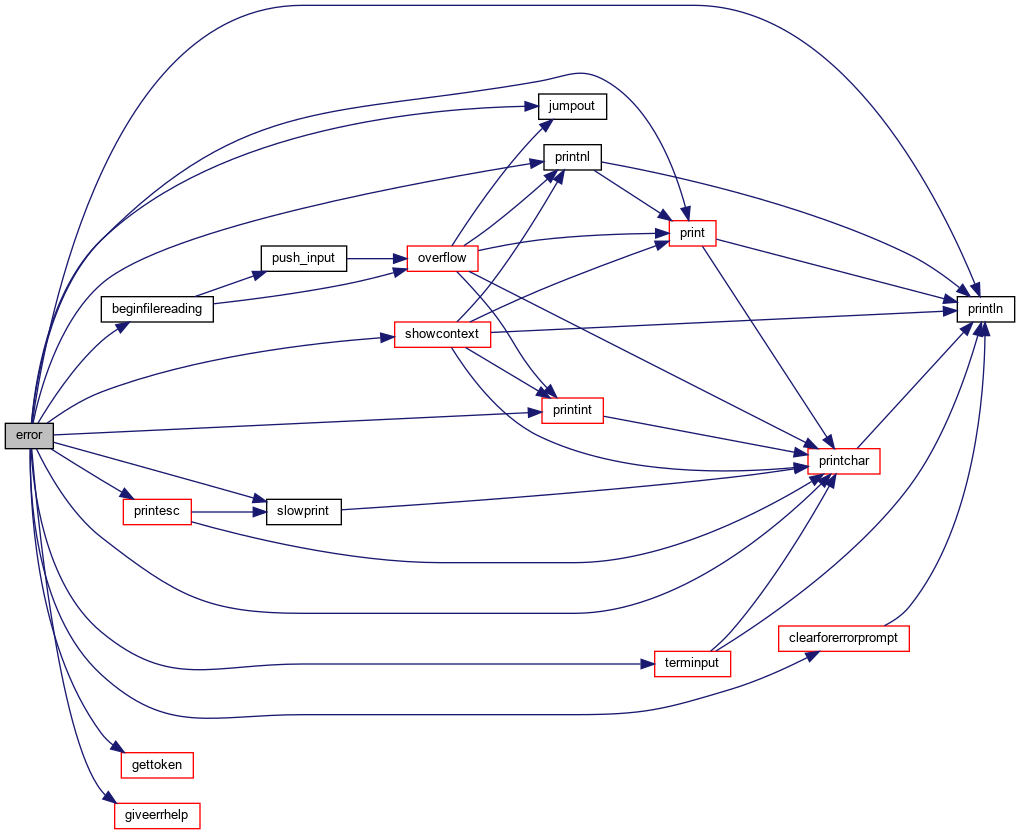 jumpout
printnl
print
push_input
overflow
beginfilereading
println
showcontext
printint
error
printchar
printesc
slowprint
clearforerrorprompt
terminput
gettoken
giveerrhelp